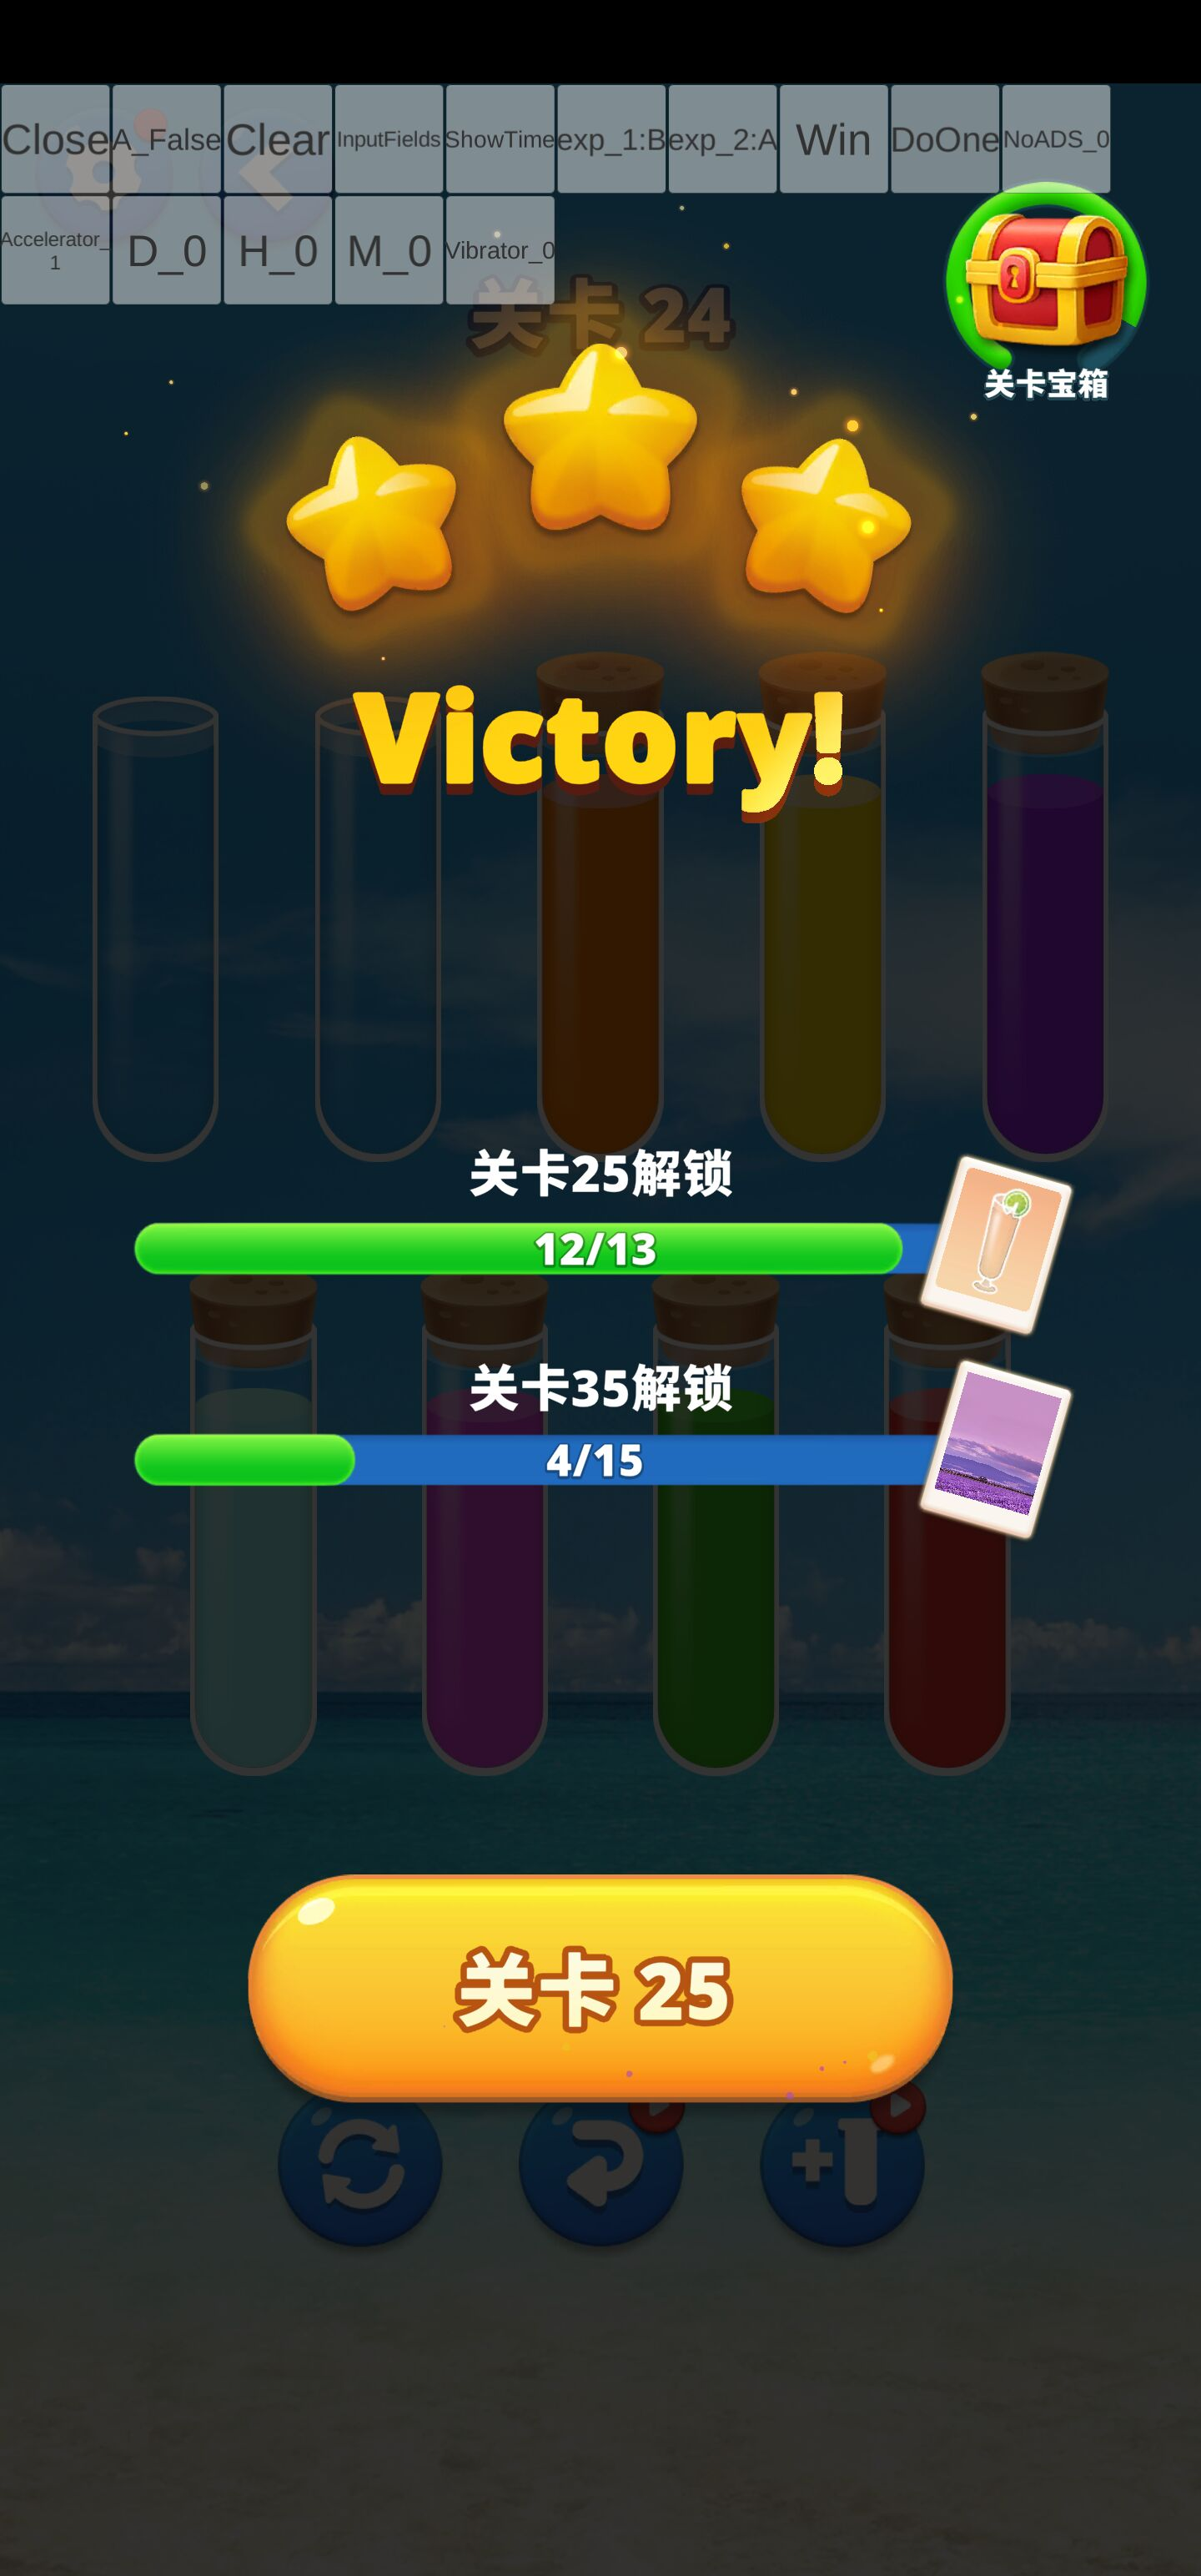 Close
A_False
Clear
InputFields
ShowTime
exp_1:B
exp_2:A
Win
DoOne
NoADS_0
Accelerator_
1
D_0
H_0
M_0
Vibrator_0
关卡 24
关卡宝箱
Victory!
关卡25解锁
12/13
关卡35解锁
4/15
关卡 25